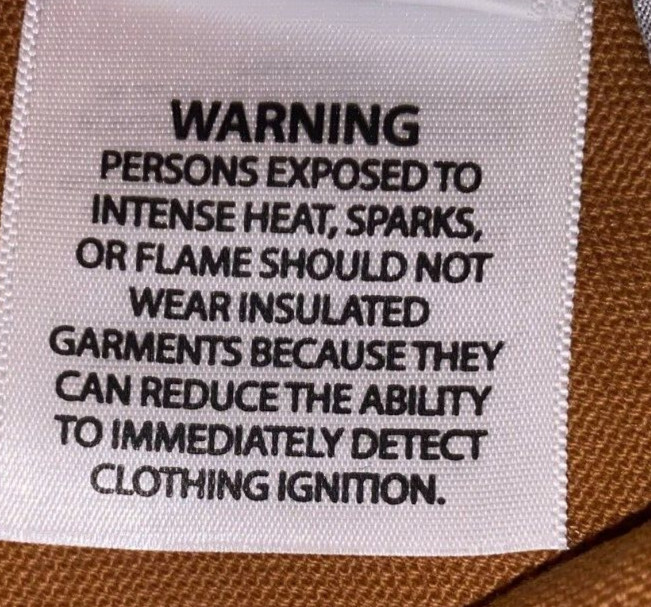 WARNING
PERSONS EXPOSED TO
INTENSE HEAT, SPARKS,
OR FLAME SHOULD NOT
WEAR INSULATED
GARMENTS BECAUSE THEY
CAN REDUCE THE ABILITY
TO IMMEDIATELY DETECT
CLOTHING IGNITION.